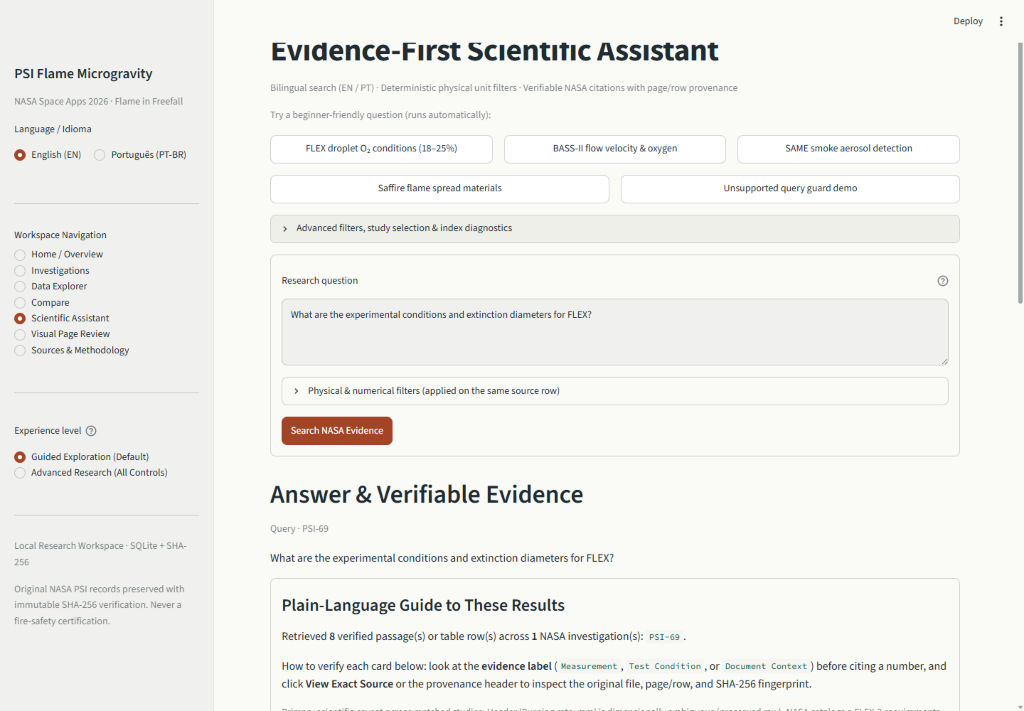 Deploy
PSI Flame Microgravity
NASA Space Apps 2026 · Flame in Freefall
Language / Idioma
English (EN)
Português (PT-BR)
Workspace Navigation
Home / Overview
Investigations
Data Explorer
Compare
Scientific Assistant
Visual Page Review
Sources & Methodology
Experience level
Guided Exploration (Default)
Advanced Research (All Controls)
Local Research Workspace · SQLite + SHA-
256
Original NASA PSI records preserved with
immutable SHA-256 verification. Never a
fire-safety certification.
Evidence-First Scientific Assistant
Bilingual search (EN / PT) · Deterministic physical unit filters · Verifiable NASA citations with page/row provenance
Try a beginner-friendly question (runs automatically):
FLEX droplet O₂ conditions (18–25%)
BASS-II flow velocity & oxygen
SAME smoke aerosol detection
Saffire flame spread materials
Unsupported query guard demo
Advanced filters, study selection & index diagnostics
Research question
What are the experimental conditions and extinction diameters for FLEX?
Physical & numerical filters (applied on the same source row)
Search NASA Evidence
Answer & Verifiable Evidence
Query · PSI-69
What are the experimental conditions and extinction diameters for FLEX?
Plain-Language Guide to These Results
Retrieved 8 verified passage(s) or table row(s) across 1 NASA investigation(s): PSI-69 .
How to verify each card below: look at the evidence label ( Measurement , Test Condition , or Document Context ) before citing a number, and
click View Exact Source or the provenance header to inspect the original file, page/row, and SHA-256 fingerprint.